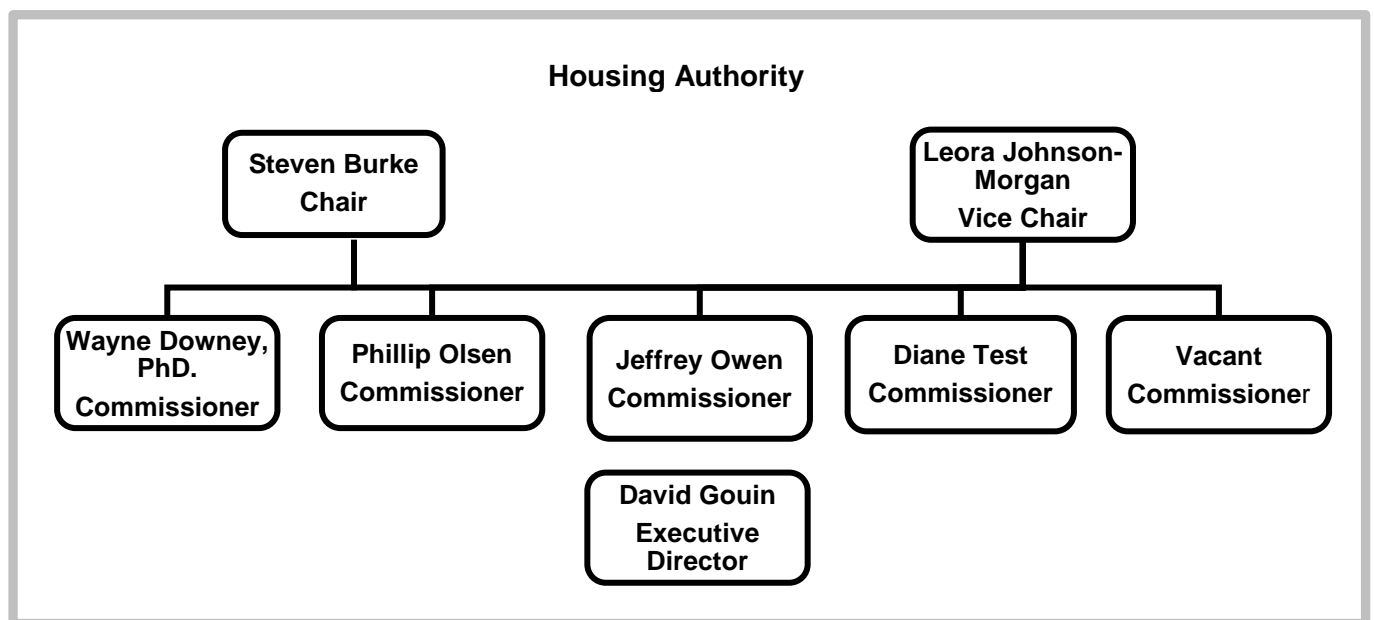 Housing Authority
Steven Burke
Chair
Leora Johnson-
Morgan
Vice Chair
Wayne Downey,
PhD.
Commissioner
Phillip Olsen
Commissioner
Jeffrey Owen
Commissioner
Diane Test
Commissioner
Vacant
Commissioner
David Gouin
Executive
Director